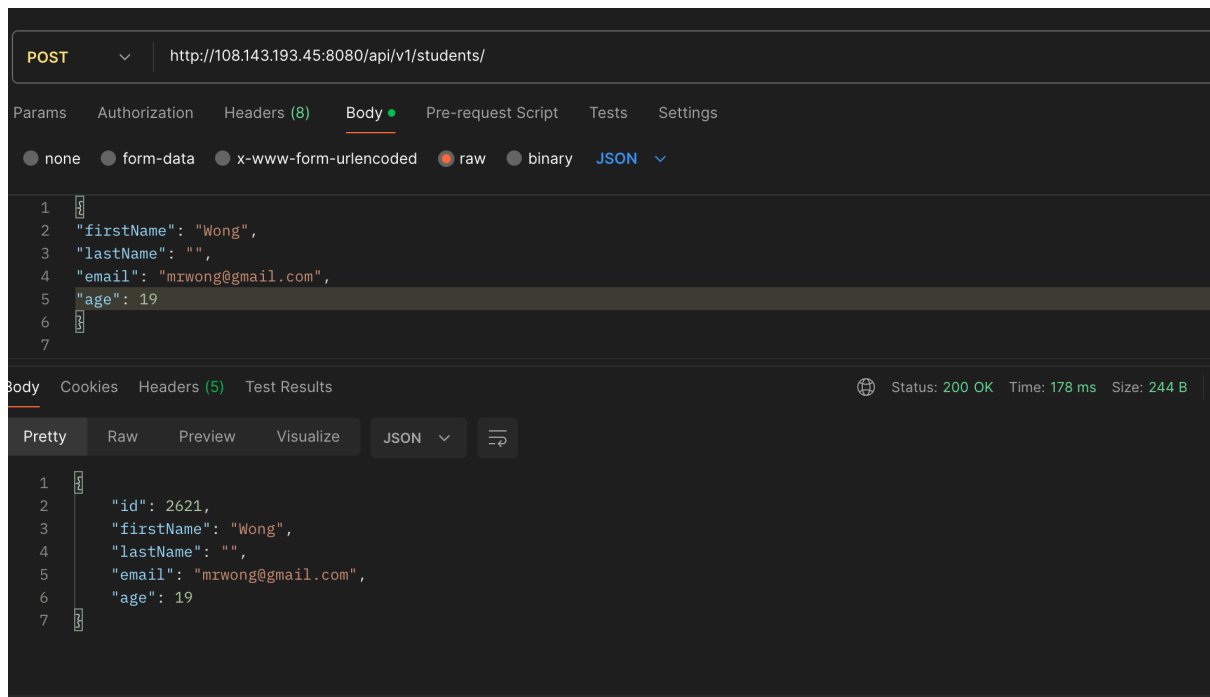 POST http://108.143.193.45:8080/api/v1/students/
Params Authorization Headers (8) Body Pre-request Script Tests Settings
none form-data x-www-form-urlencoded raw binary JSON
1 {
2 "firstName": "Wong",
3 "lastName": "",
4 "email": "mrwong@gmail.com",
5 "age": 19
6 }
7
Body Cookies Headers (5) Test Results Status: 200 OK Time: 178 ms Size: 244 B
Pretty Raw Preview Visualize JSON
1 {
2 "id": 2621,
3 "firstName": "Wong",
4 "lastName": "",
5 "email": "mrwong@gmail.com",
6 "age": 19
7 }